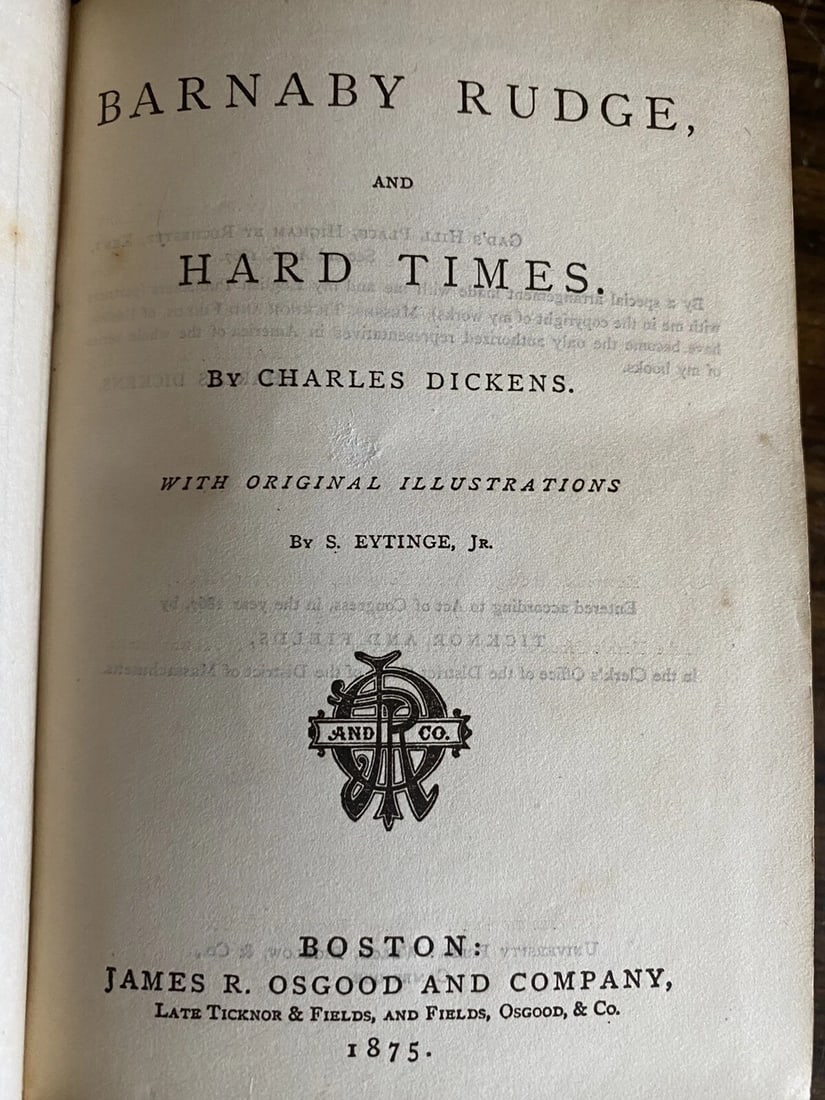 BARNABY RUDGE,
AND
HARD TIMES.
BY CHARLES DICKENS.
WITH ORIGINAL ILLUSTRATIONS
BY S. EYTINGE, JR.
AND CO.
BOSTON:
JAMES R. OSGOOD AND COMPANY,
LATE TICKNOR & FIELDS, AND FIELDS, OSGOOD, & CO.
1875.